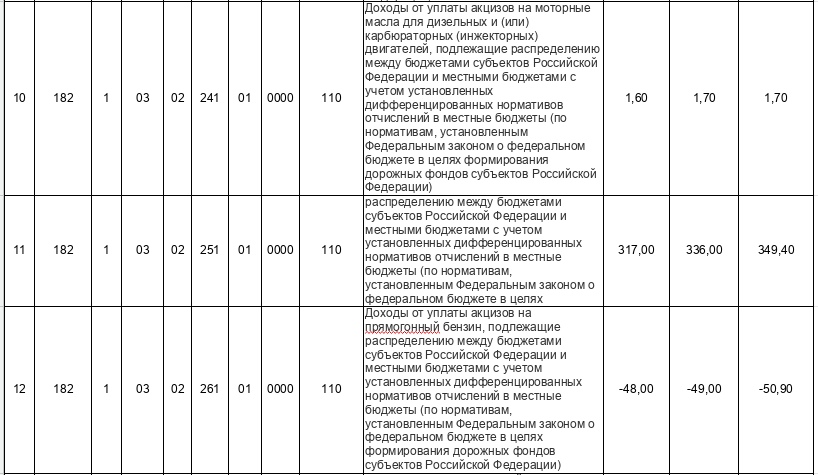 Доходы от уплаты акцизов на моторные
масла для дизельных и (или)
карбюраторных (инжекторных)
двигателей, подлежащие распределению
между бюджетами субъектов Российской
Федерации и местными бюджетами с
учетом установленных
10 182 1 03 02 241 01 0000 110 дифференцированных нормативов 1,60 1,70 1,70
отчислений в местные бюджеты (по
нормативам, установленным
Федеральным законом о федеральном
бюджете в целях формирования
дорожных фондов субъектов Российской
Федерации)
распределению между бюджетами
субъектов Российской Федерации и
местными бюджетами с учетом
11 182 1 03 02 251 01 0000 110 установленных дифференцированных 317,00 336,00 349,40
нормативов отчислений в местные
бюджеты (по нормативам,
установленным Федеральным законом о
федеральном бюджете в целях
Доходы от уплаты акцизов на
прямогонный бензин, подлежащие
распределению между бюджетами
субъектов Российской Федерации и
местными бюджетами с учетом
установленных дифференцированных
12 182 1 03 02 261 01 0000 110 нормативов отчислений в местные -48,00 -49,00 -50,90
бюджеты (по нормативам,
установленным Федеральным законом о
федеральном бюджете в целях
формирования дорожных фондов
субъектов Российской Федерации)